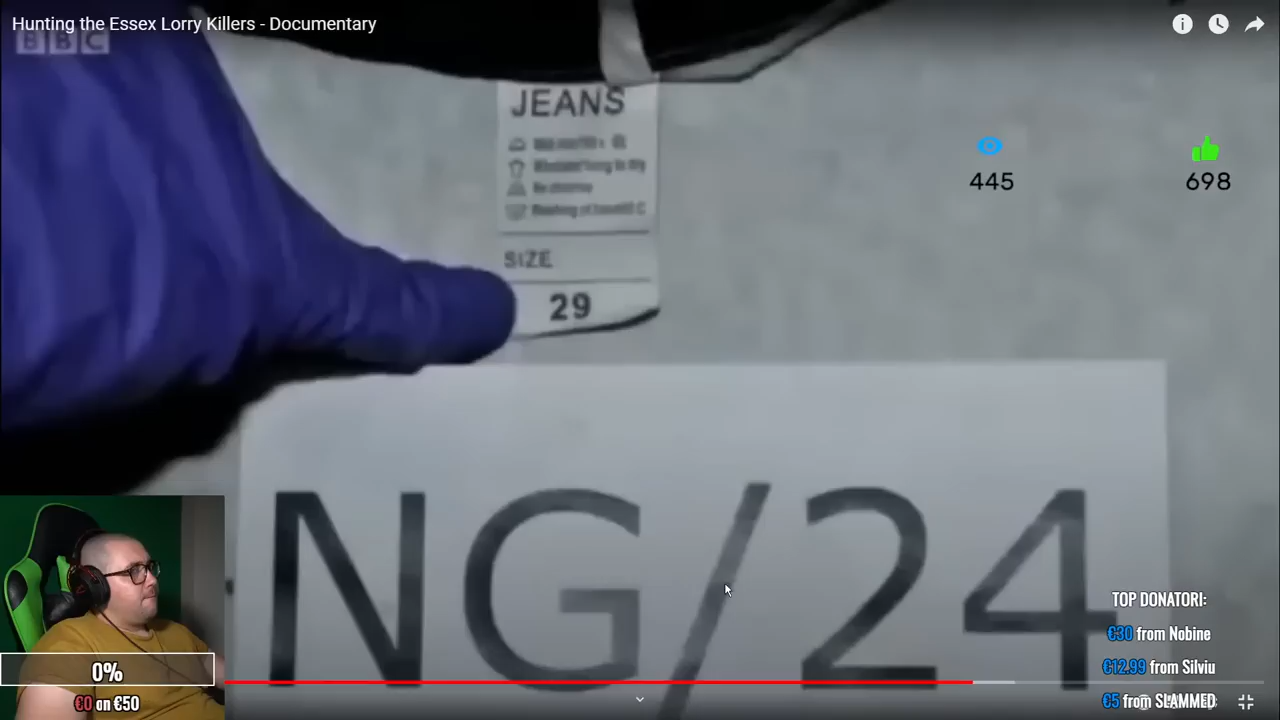 Hunting the Essex Lorry Killers - Documentary
BBC
JEANS
SIZE
29
445
698
NG/24
TOP DONATORI:
€30 from Nobine
€12.99 from Silviu
€5 from SLAMMED
0%
€0 an €50